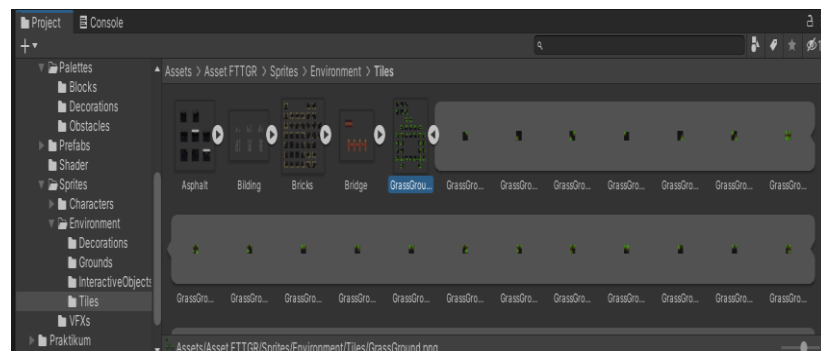 Project Console
Palettes
Blocks
Decorations
Obstacles
Prefabs
Shader
Sprites
Characters
Environment
Decorations
Grounds
InteractiveObjects
Tiles
VFXs
Praktikum
Assets > Asset FTTGR > Sprites > Environment > Tiles
Asphalt Bilding Bricks Bridge GrassGrou... GrassGro... GrassGro... GrassGro... GrassGro... GrassGro... GrassGro... GrassGro...
GrassGro... GrassGro... GrassGro... GrassGro... GrassGro... GrassGro... GrassGro... GrassGro... GrassGro... GrassGro... GrassGro... GrassGro...
Assets/Asset FTTGR/Sprites/Environment/Tiles/GrassGround.png